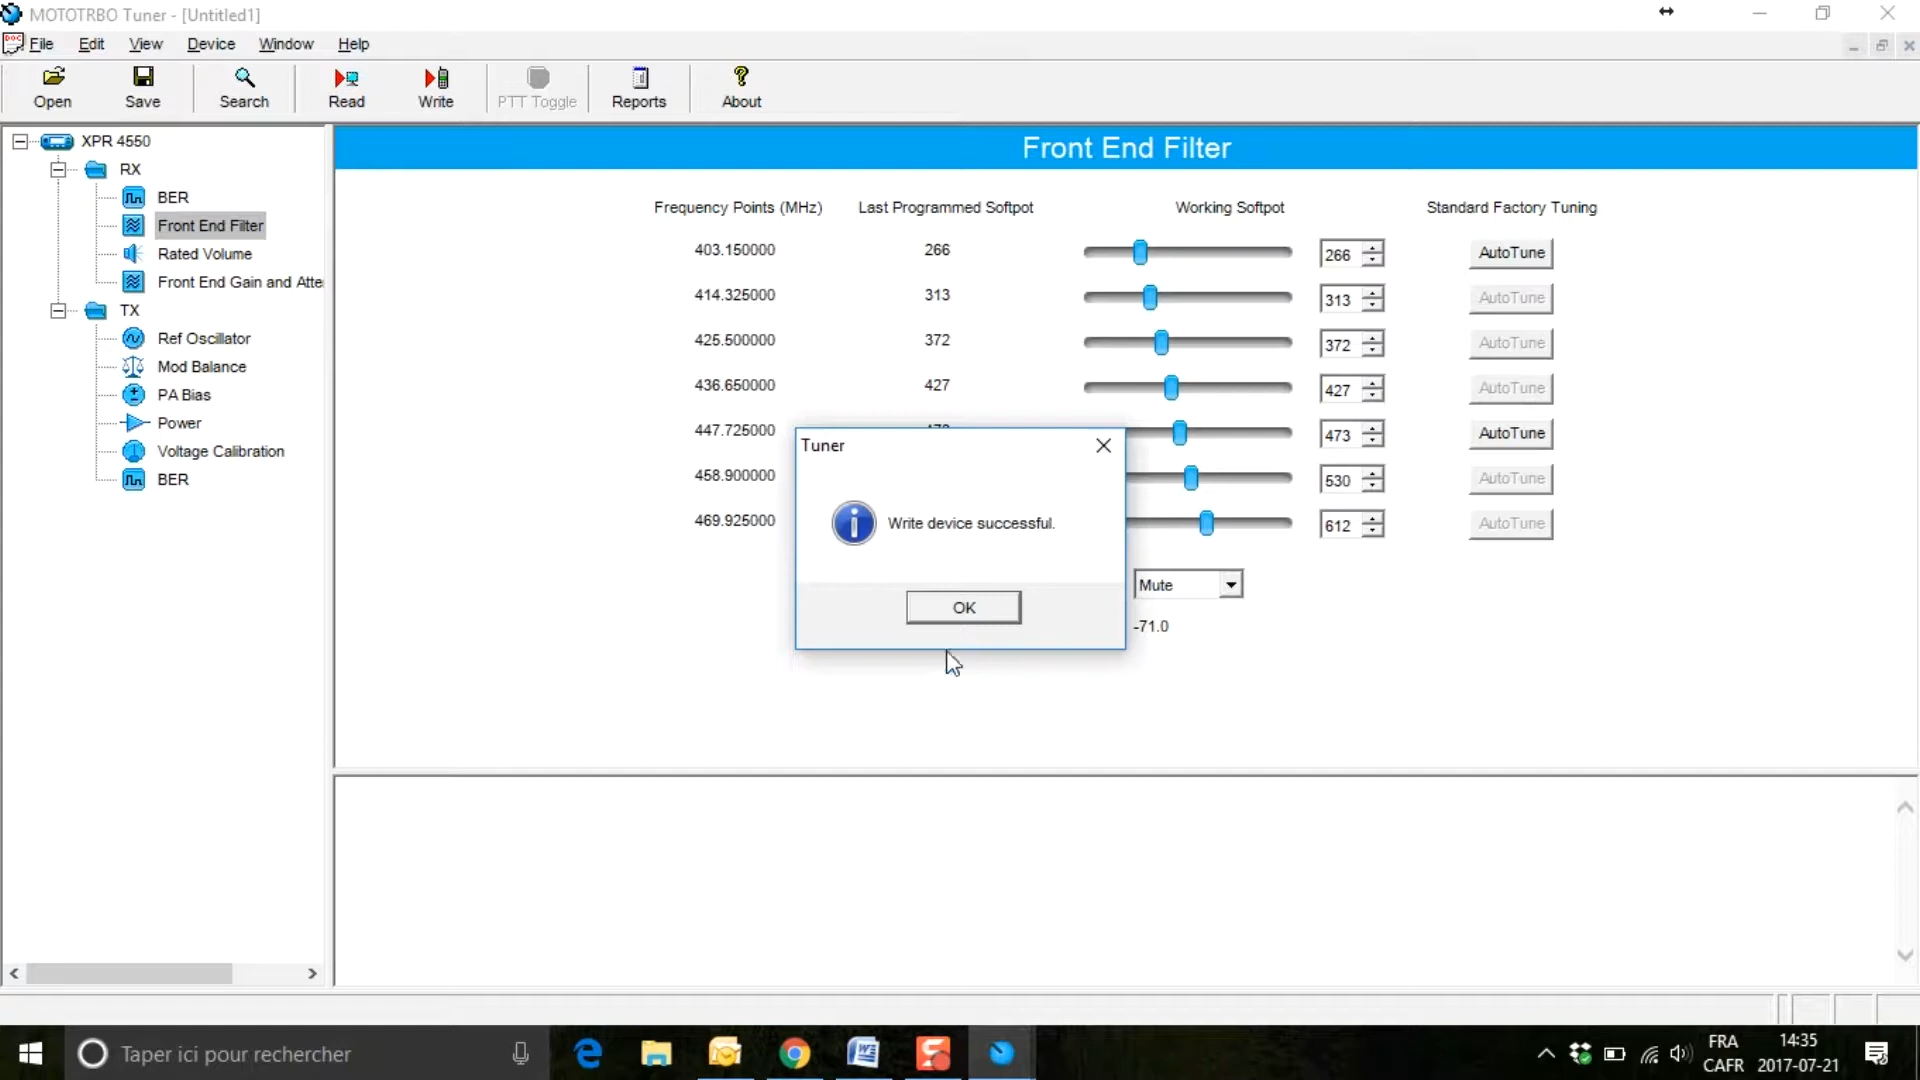 MOTOTRBO Tuner - [Untitled1]
File Edit View Device Window Help
Open Save Search Read Write PTT Toggle Reports About
XPR 4550
RX
BER
Front End Filter
Rated Volume
Front End Gain and Atte
TX
Ref Oscillator
Mod Balance
PA Bias
Power
Voltage Calibration
BER
Front End Filter
Frequency Points (MHz) Last Programmed Softpot Working Softpot Standard Factory Tuning
403.150000 266 266 AutoTune
414.325000 313 313 AutoTune
425.500000 372 372 AutoTune
436.650000 427 427 AutoTune
447.725000 473 AutoTune
458.900000 530 AutoTune
469.925000 612 AutoTune
Mute
-71.0
Tuner
Write device successful.
OK
Taper ici pour rechercher
FRA
CAFR
14:35
2017-07-21